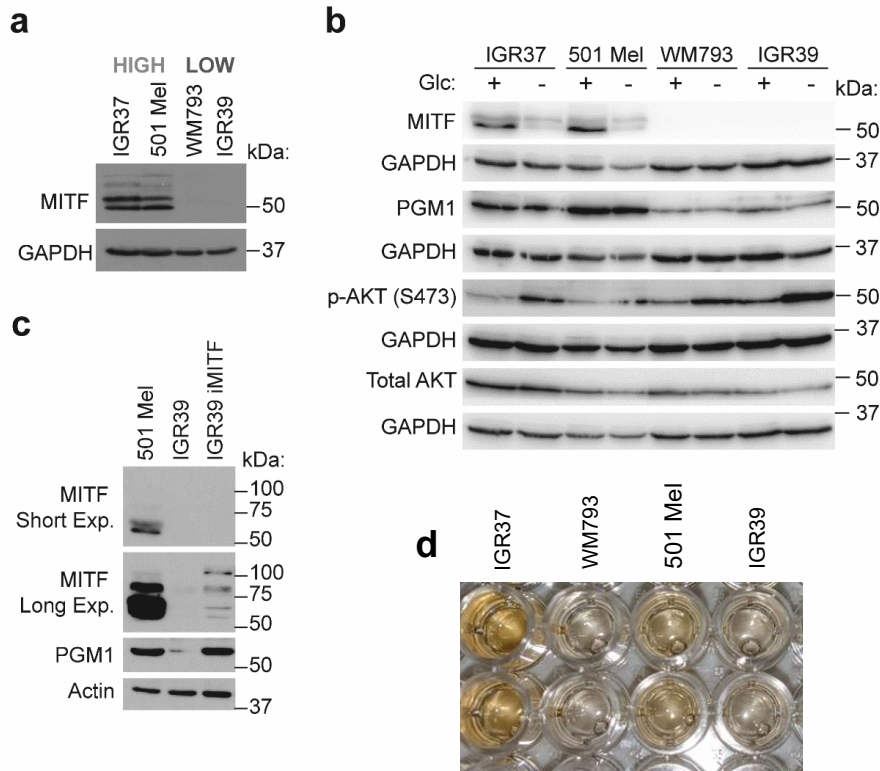 a
HIGH LOW
IGR37 501 Mel WM793 IGR39
kDa:
MITF 50
GAPDH 37
b
IGR37 501 Mel WM793 IGR39
Glc: + - + - + - + - kDa:
MITF 50
GAPDH 37
PGM1 50
GAPDH 37
p-AKT (S473) 50
GAPDH 37
Total AKT 50
GAPDH 37
c
501 Mel IGR39 IGR39 iMITF
kDa:
MITF
Short Exp.
100
75
50
MITF
Long Exp.
100
75
50
PGM1 50
Actin 37
d
IGR37 WM793 501 Mel IGR39